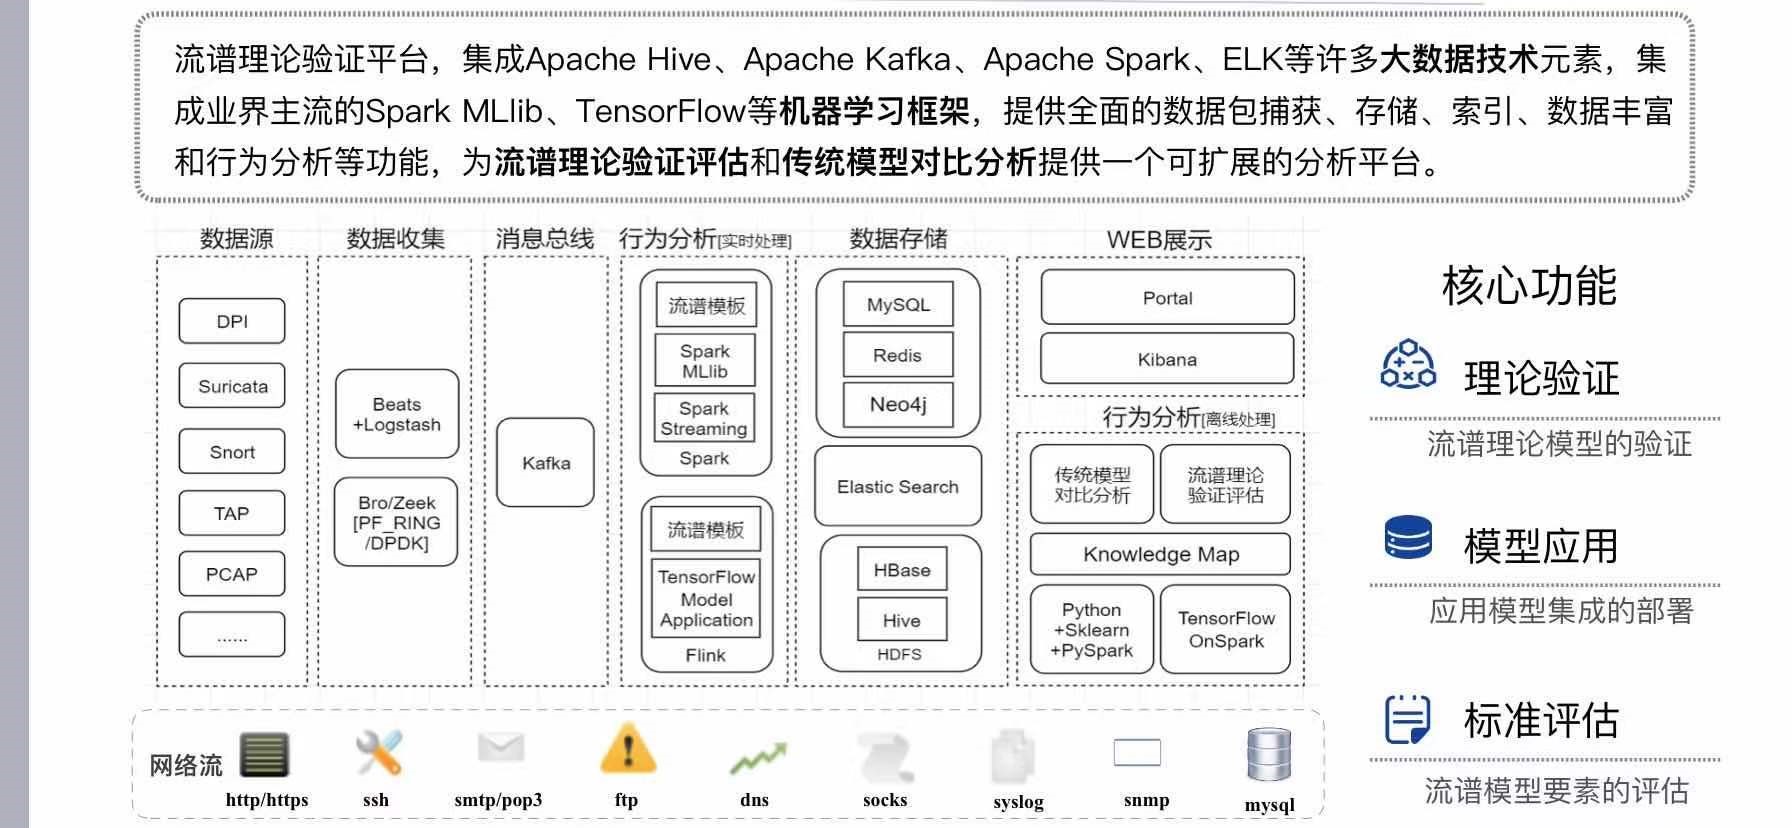 流谱理论验证平台，集成Apache Hive、Apache Kafka、Apache Spark、ELK等许多大数据技术元素，集
成业界主流的Spark MLlib、TensorFlow等机器学习框架，提供全面的数据包捕获、存储、索引、数据丰富
和行为分析等功能，为流谱理论验证评估和传统模型对比分析提供一个可扩展的分析平台。
数据源
DPI
Suricata
Snort
TAP
PCAP
......
数据收集
Beats
+Logstash
Bro/Zeek
[PF_RING
/DPDK]
消息总线
Kafka
行为分析[实时处理]
流谱模板
Spark
MLlib
Spark
Streaming
Spark
流谱模板
TensorFlow
Model
Application
Flink
数据存储
MySQL
Redis
Neo4j
Elastic Search
HBase
Hive
HDFS
WEB展示
Portal
Kibana
行为分析[离线处理]
传统模型
对比分析
流谱理论
验证评估
Knowledge Map
Python
+Sklearn
+PySpark
TensorFlow
OnSpark
核心功能
理论验证
流谱理论模型的验证
模型应用
应用模型集成的部署
标准评估
流谱模型要素的评估
网络流
http/https
ssh
smtp/pop3
ftp
dns
socks
syslog
snmp
mysql